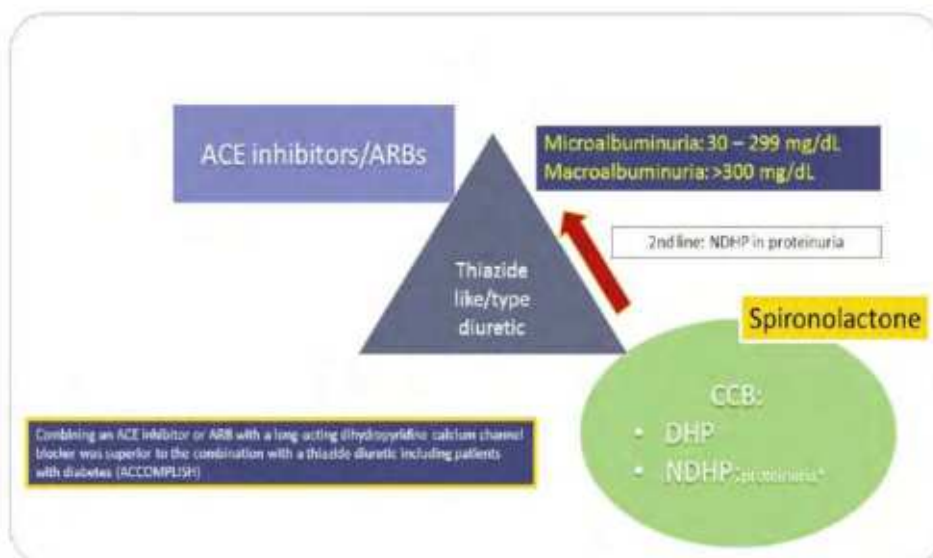 ACE inhibitors/ARBs
Microalbuminuria: 30 – 299 mg/dL
Macroalbuminuria: >300 mg/dL
2nd line: NDHP in proteinuria
Thiazide
like/type
diuretic
Spironolactone
CCB:
• DHP
• NDHP:proteinuria*
Combining an ACE inhibitor or ARB with a long-acting dihydropyridine calcium channel
blocker was superior to the combination with a thiazide diuretic including patients
with diabetes (ACCOMPLISH)